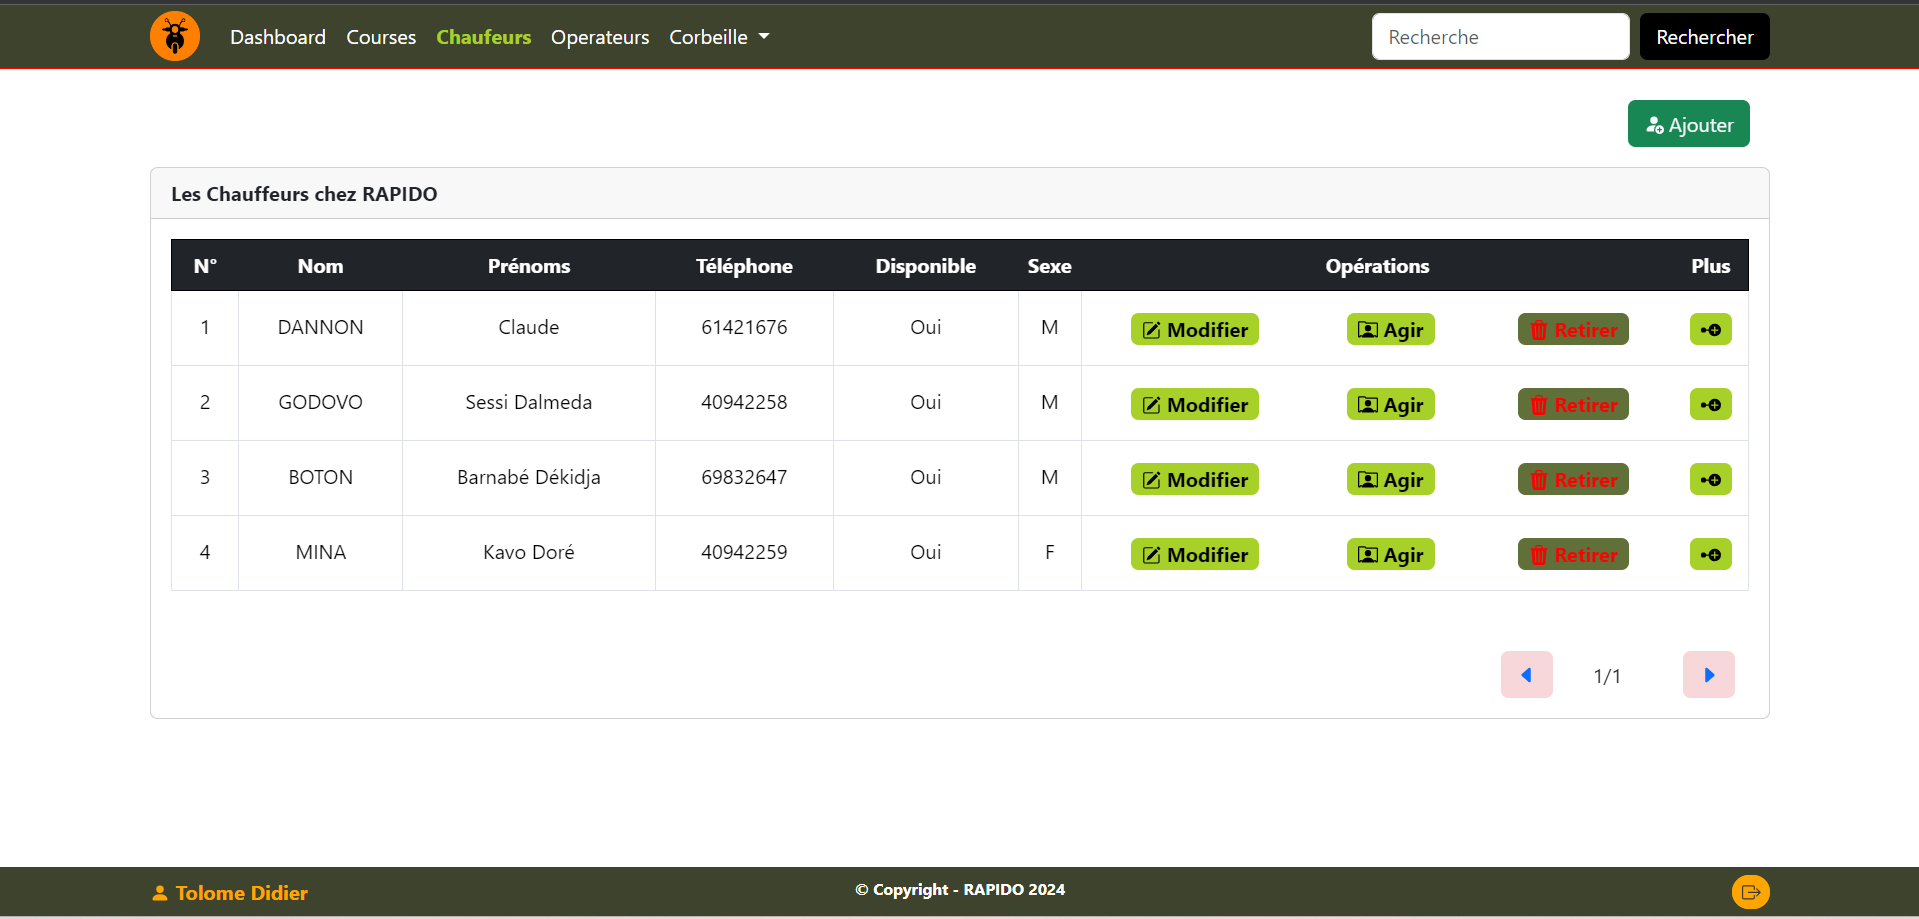 Dashboard Courses Chaufeurs Operateurs Corbeille Recherche Rechercher
Ajouter
Les Chauffeurs chez RAPIDO
N° Nom Prénoms Téléphone Disponible Sexe Opérations Plus
1 DANNON Claude 61421676 Oui M Modifier Agir Retirer
2 GODOVO Sessi Dalmeda 40942258 Oui M Modifier Agir Retirer
3 BOTON Barnabé Dékidja 69832647 Oui M Modifier Agir Retirer
4 MINA Kavo Doré 40942259 Oui F Modifier Agir Retirer
1/1
Tolome Didier © Copyright - RAPIDO 2024